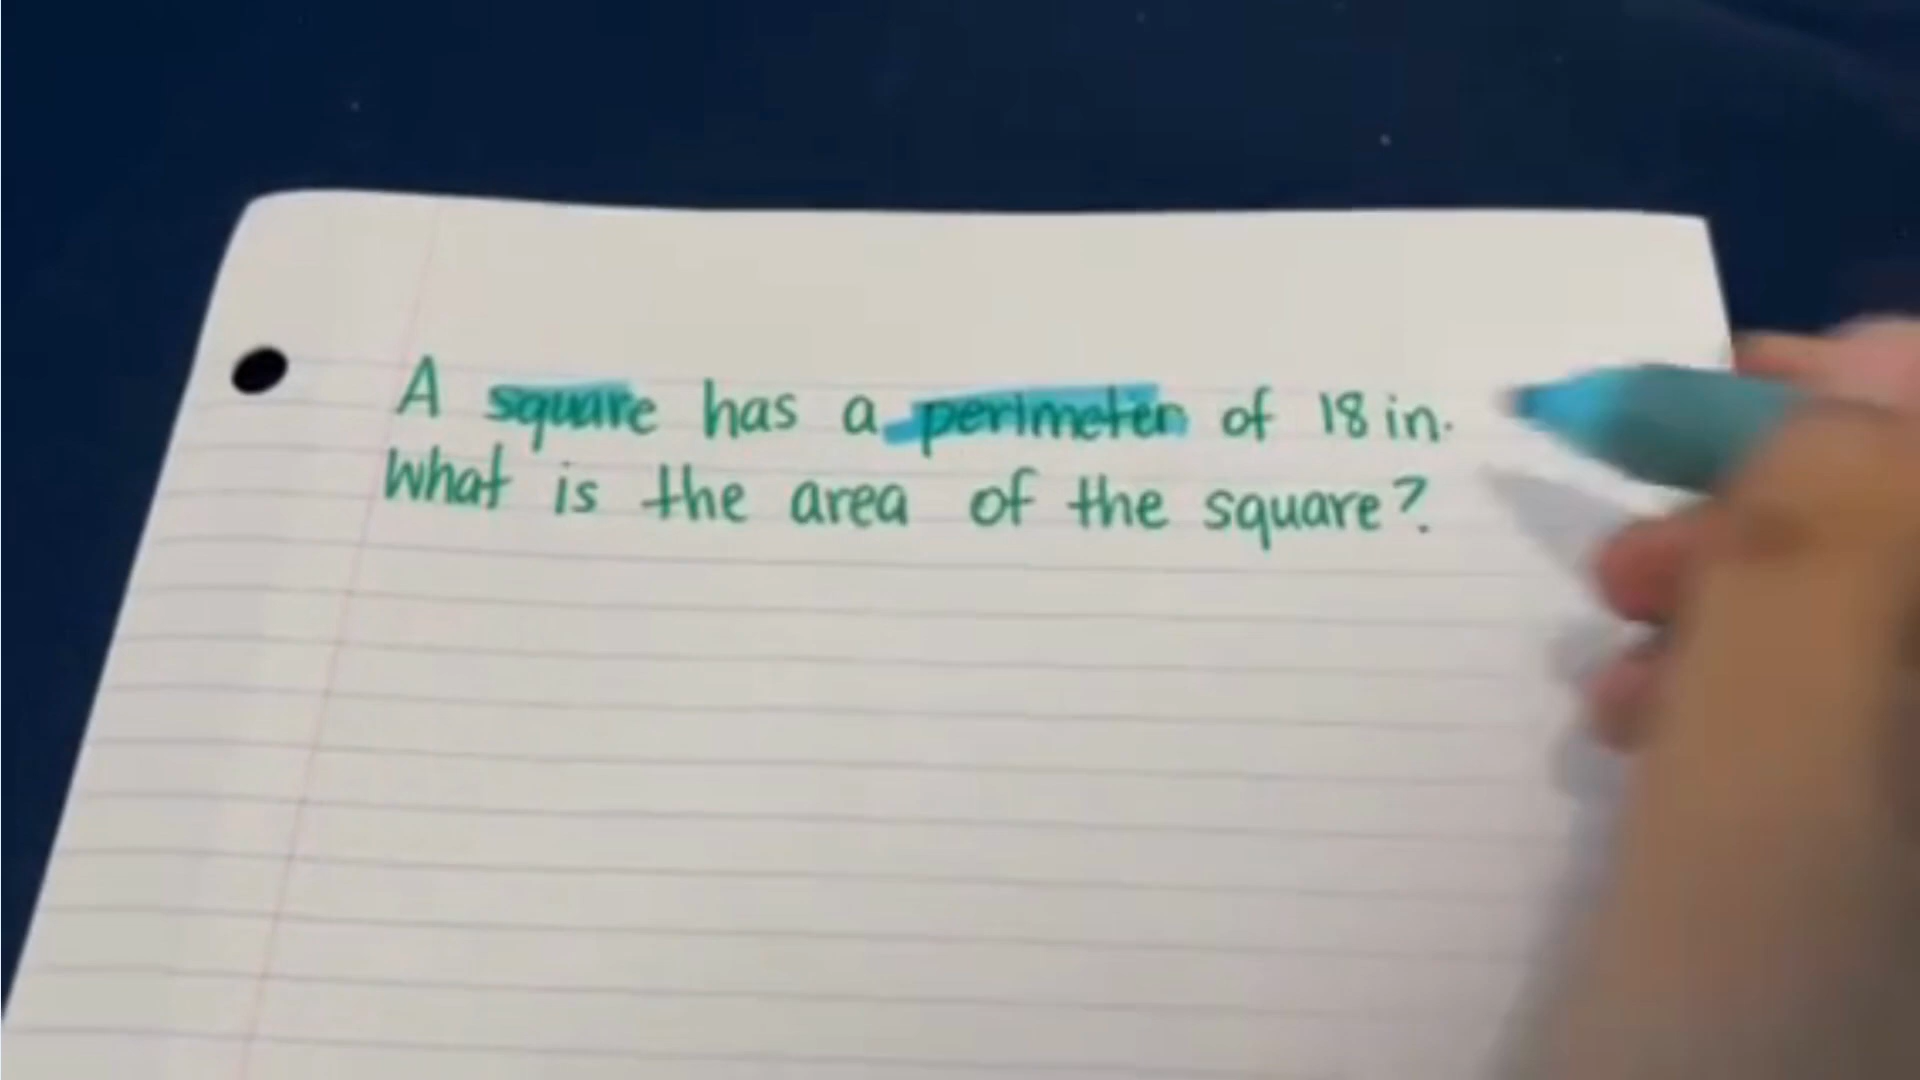 A square has a perimeter of 18 in.
What is the area of the square?